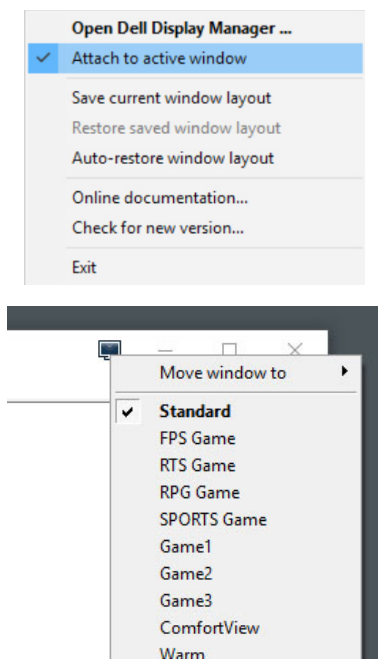 Open Dell Display Manager ...
Attach to active window
Save current window layout
Restore saved window layout
Auto-restore window layout
Online documentation...
Check for new version...
Exit
Move window to
Standard
FPS Game
RTS Game
RPG Game
SPORTS Game
Game1
Game2
Game3
ComfortView
Warm